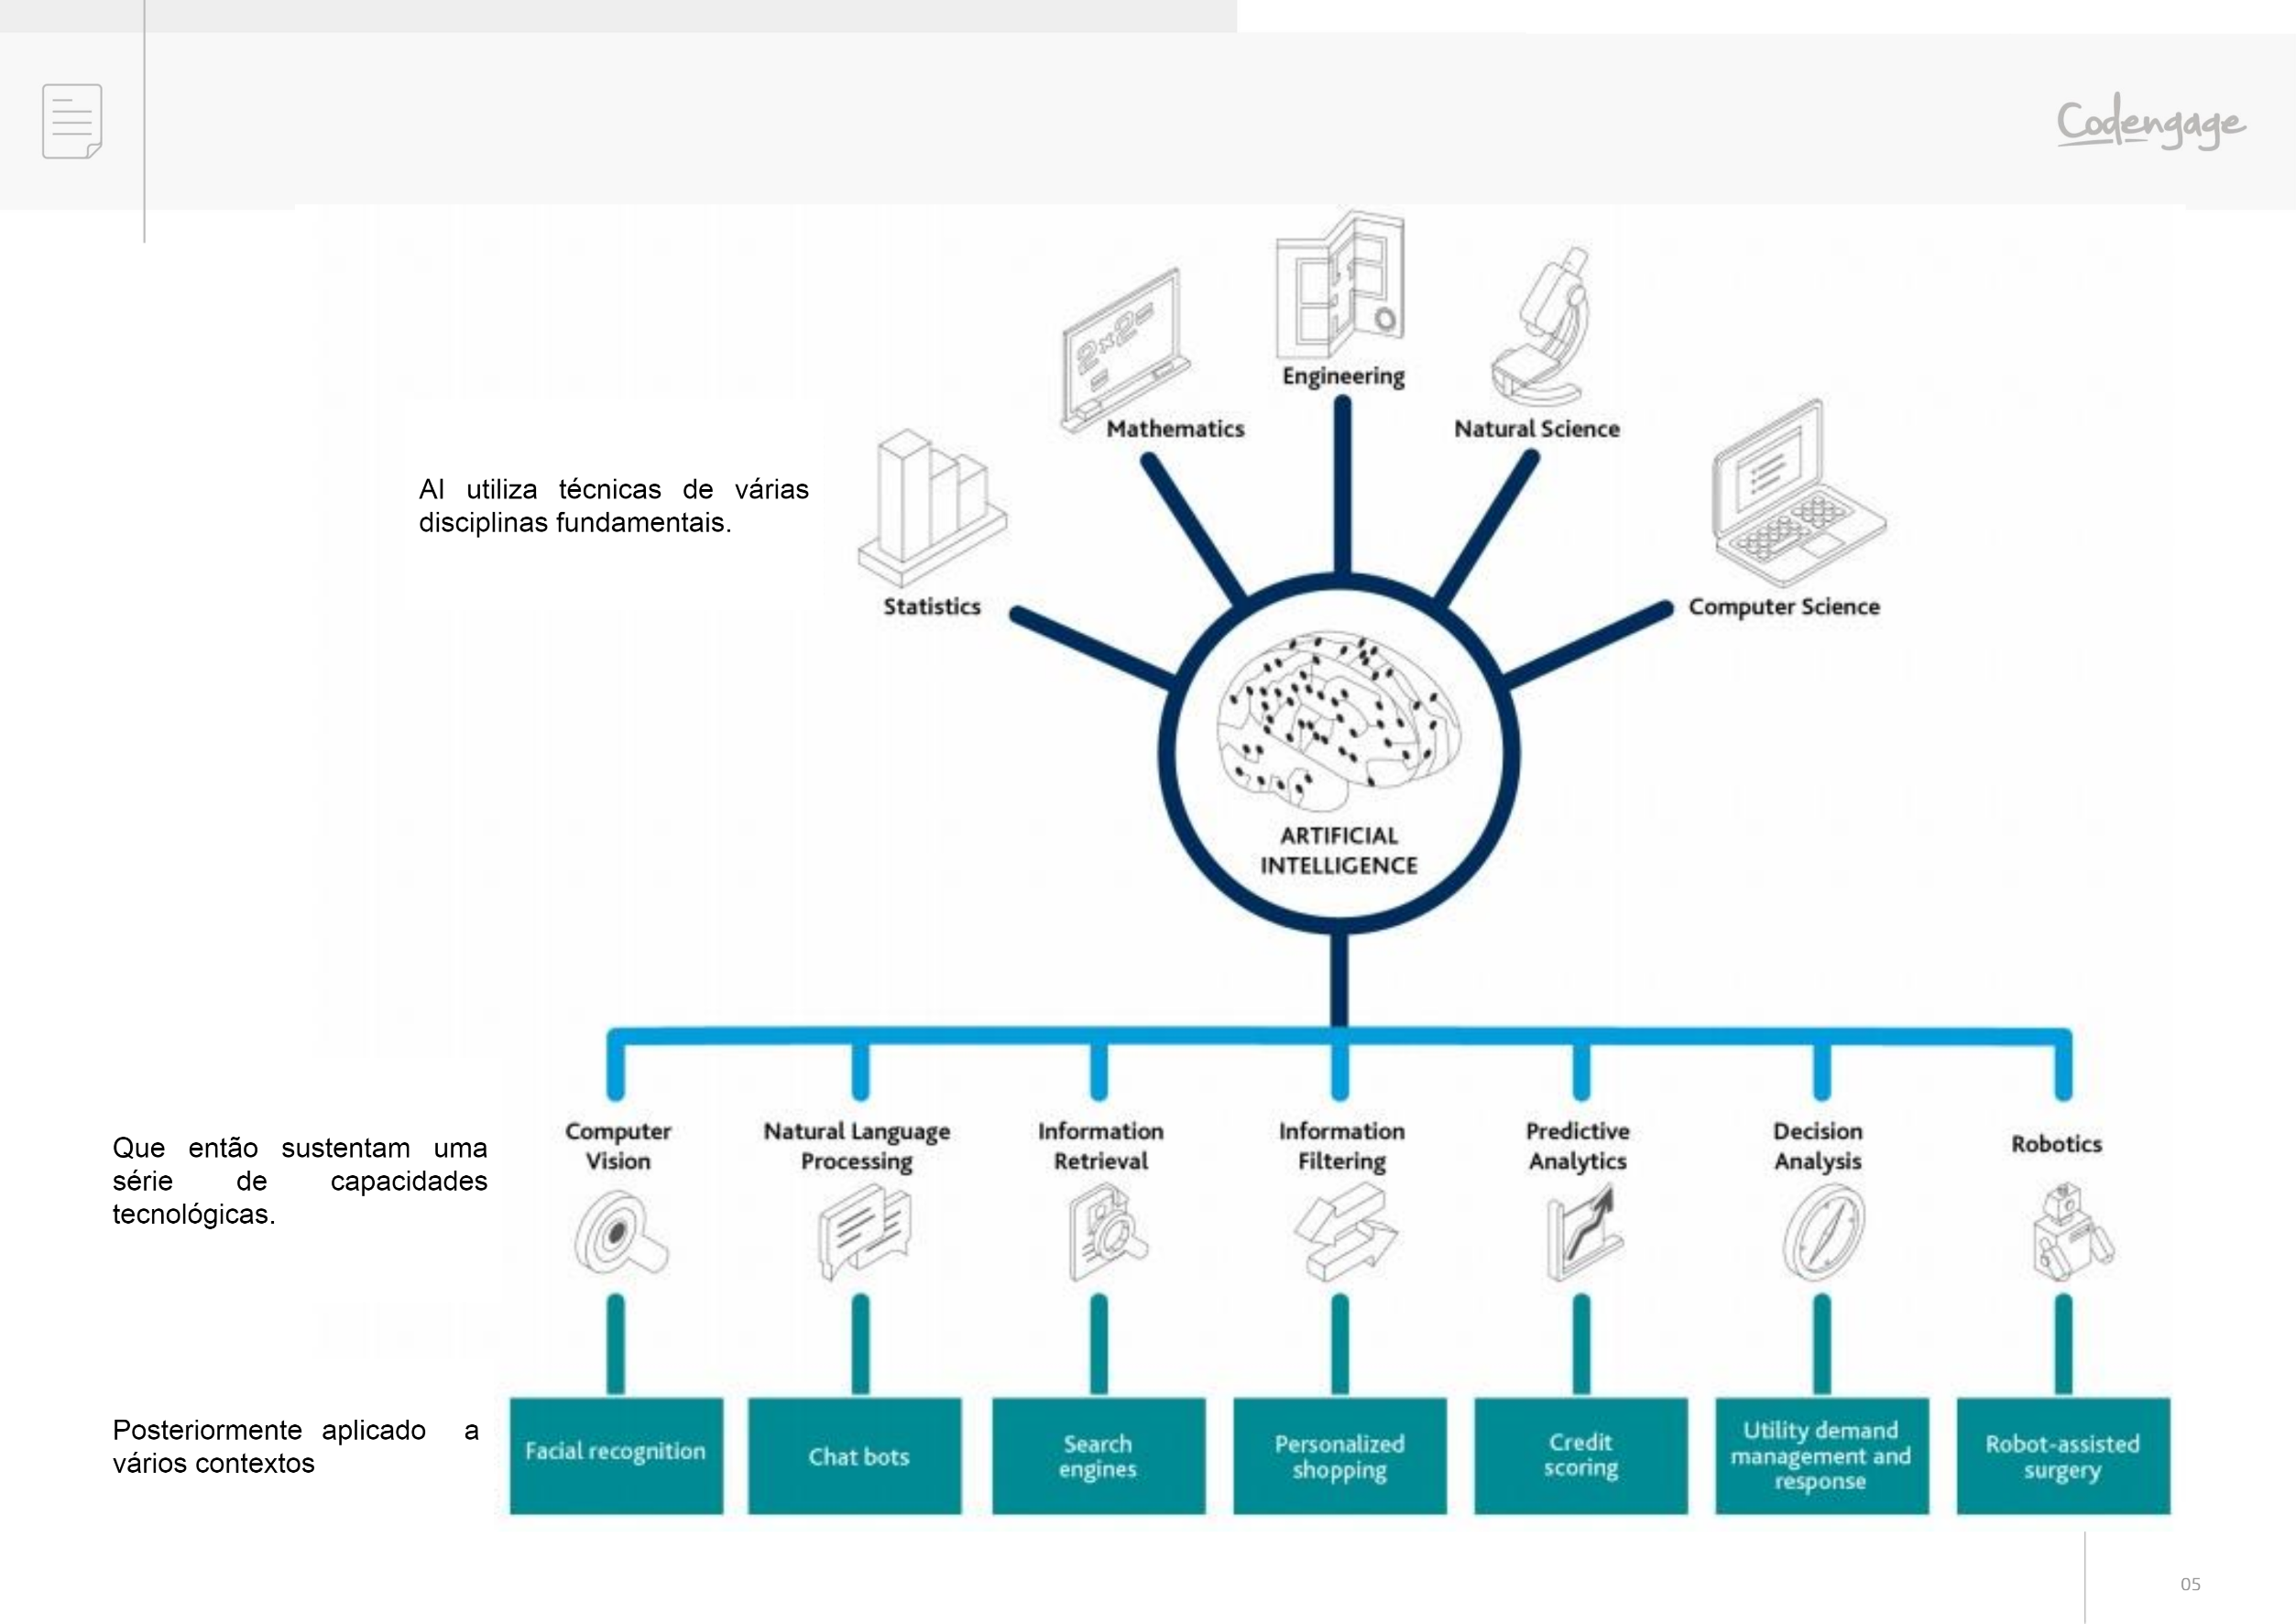 Codengage
Engineering
Mathematics
Natural Science
2×2=
=
AI utiliza técnicas de várias
disciplinas fundamentais.
Statistics
Computer Science
ARTIFICIAL
INTELLIGENCE
Que então sustentam uma
série de capacidades
tecnológicas.
Computer
Vision
Natural Language
Processing
Information
Retrieval
Information
Filtering
Predictive
Analytics
Decision
Analysis
Robotics
Posteriormente aplicado a
vários contextos
Facial recognition
Chat bots
Search
engines
Personalized
shopping
Credit
scoring
Utility demand
management and
response
Robot-assisted
surgery
05